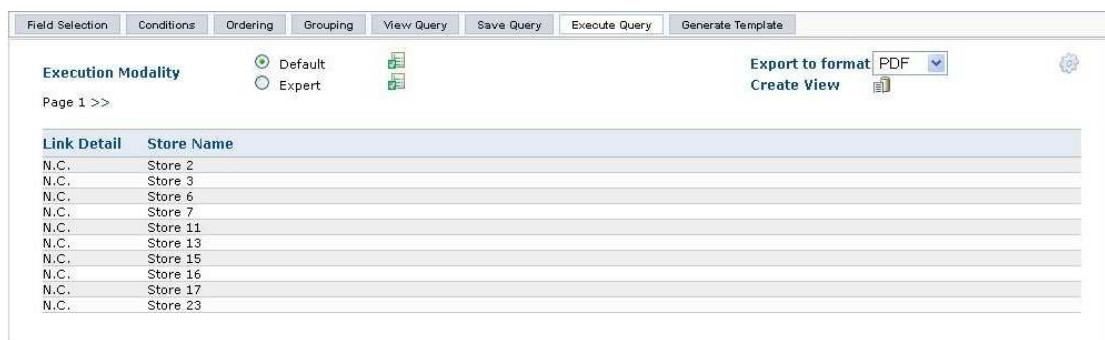 Field Selection Conditions Ordering Grouping View Query Save Query Execute Query Generate Template
Execution Modality Default Export to format PDF
Expert Create View
Page 1 >>
Link Detail Store Name
N.C. Store 2
N.C. Store 3
N.C. Store 6
N.C. Store 7
N.C. Store 11
N.C. Store 13
N.C. Store 15
N.C. Store 16
N.C. Store 17
N.C. Store 23